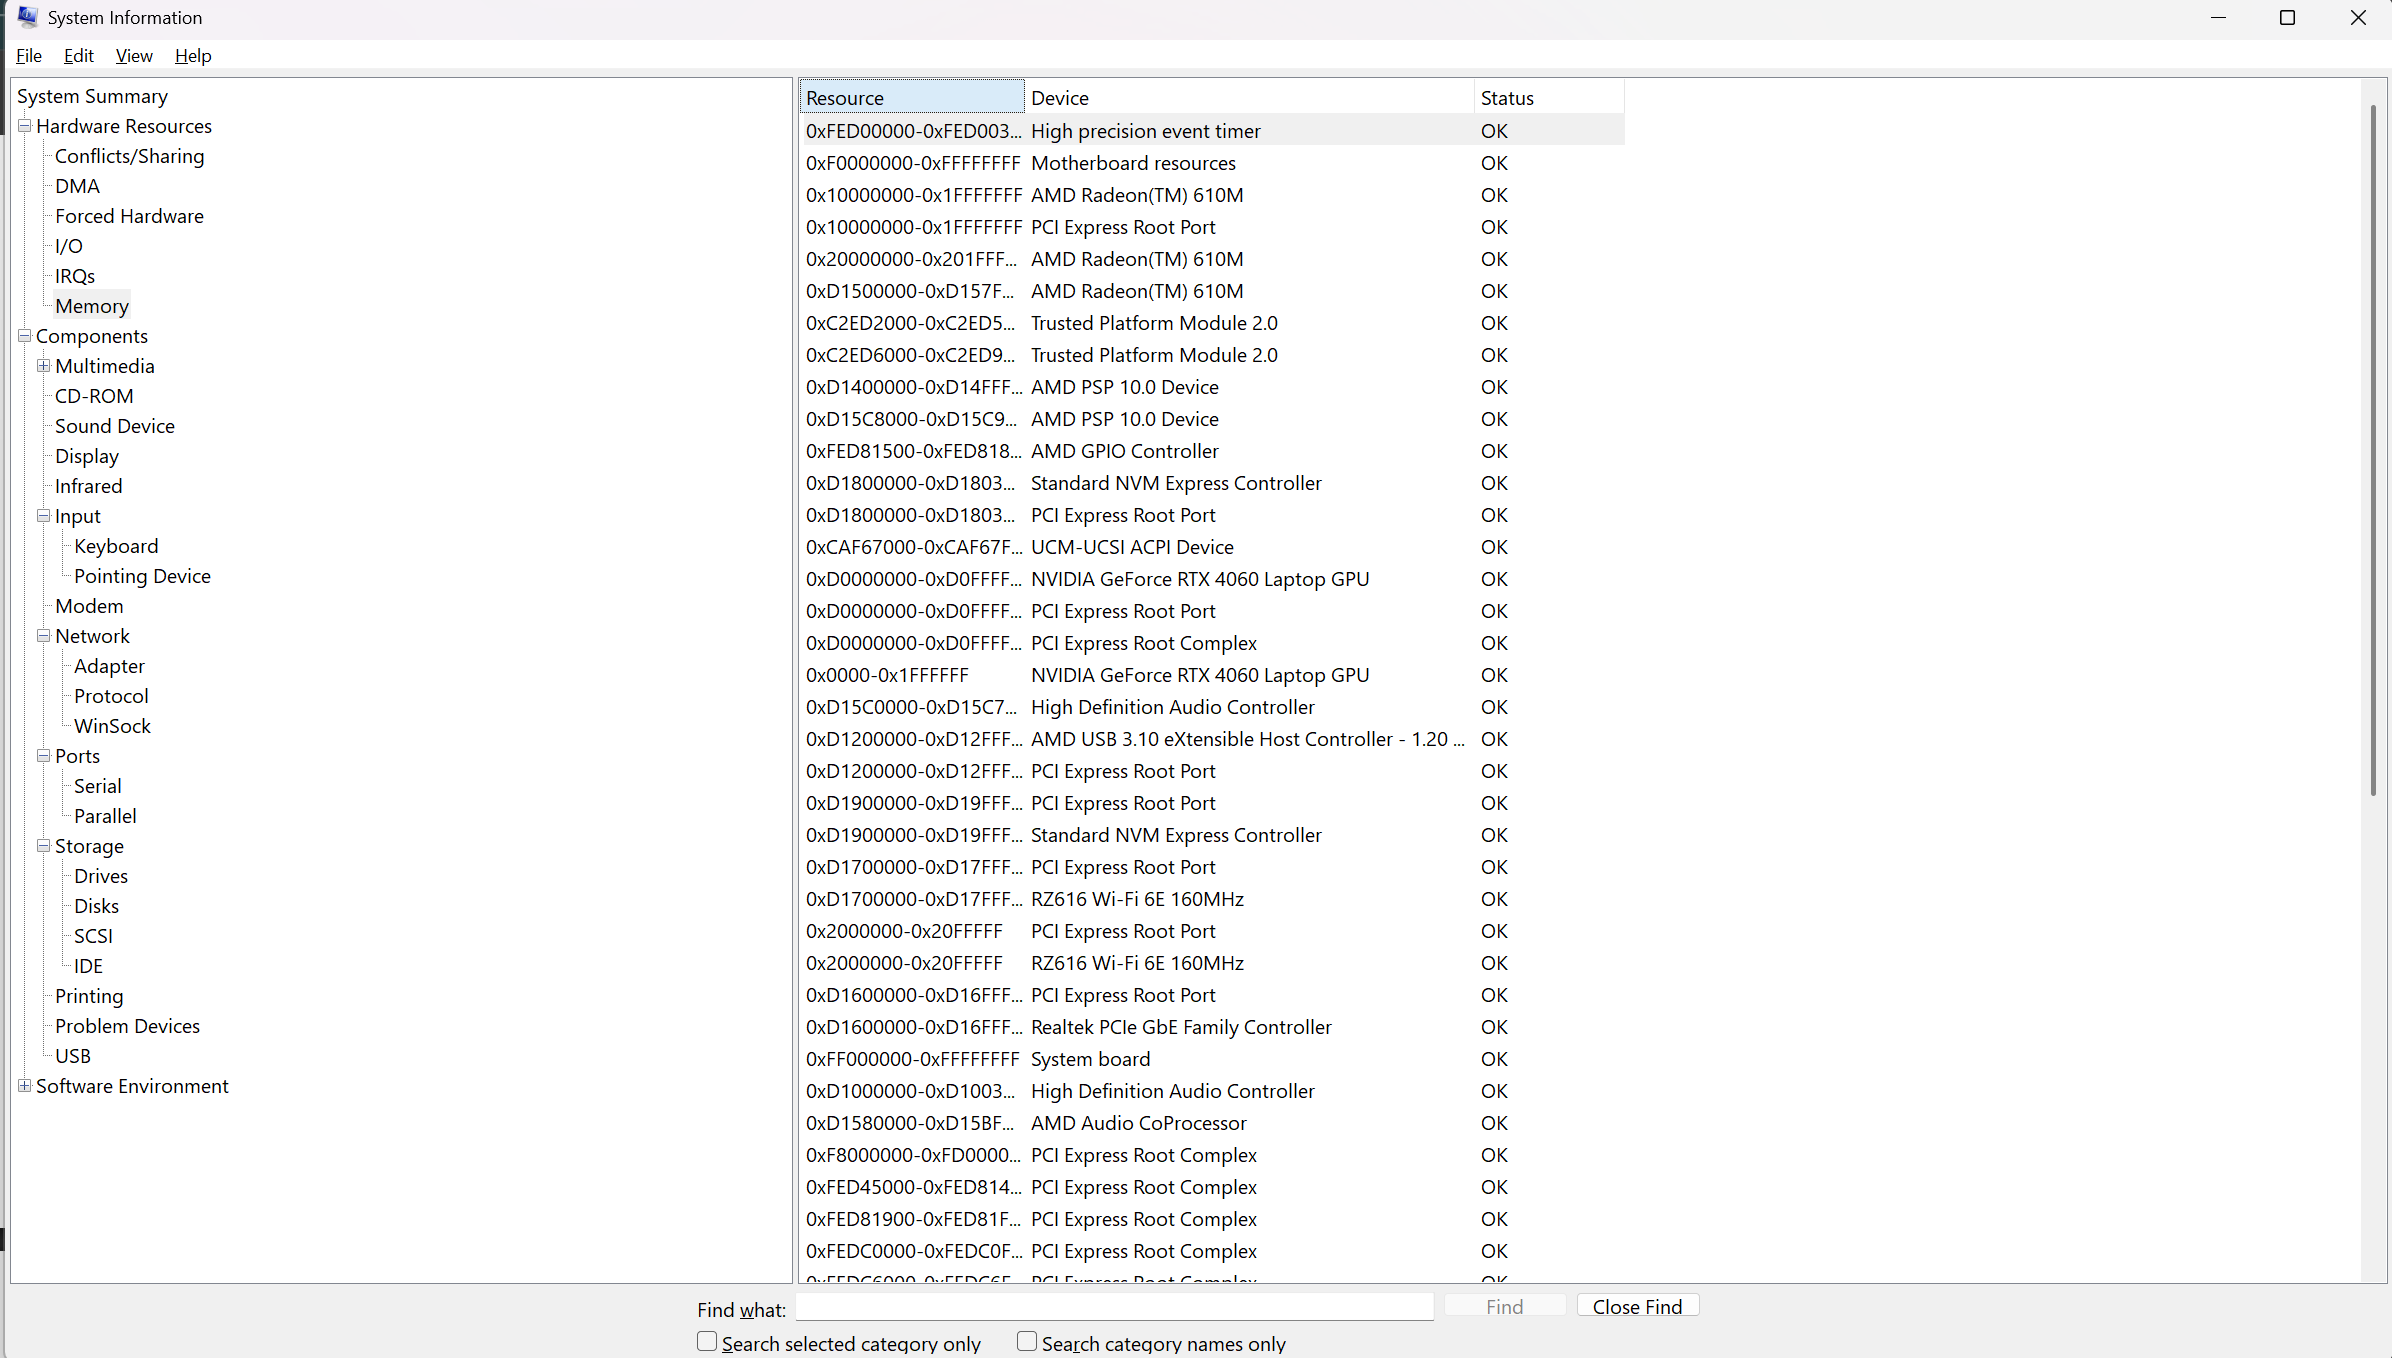 System Information
File Edit View Help
System Summary
Hardware Resources
Conflicts/Sharing
DMA
Forced Hardware
I/O
IRQs
Memory
Components
Multimedia
CD-ROM
Sound Device
Display
Infrared
Input
Keyboard
Pointing Device
Modem
Network
Adapter
Protocol
WinSock
Ports
Serial
Parallel
Storage
Drives
Disks
SCSI
IDE
Printing
Problem Devices
USB
Software Environment
Resource Device Status
0xFED00000-0xFED003... High precision event timer OK
0xF0000000-0xFFFFFFFF Motherboard resources OK
0x10000000-0x1FFFFFFF AMD Radeon(TM) 610M OK
0x10000000-0x1FFFFFFF PCI Express Root Port OK
0x20000000-0x201FFF... AMD Radeon(TM) 610M OK
0xD1500000-0xD157F... AMD Radeon(TM) 610M OK
0xC2ED2000-0xC2ED5... Trusted Platform Module 2.0 OK
0xC2ED6000-0xC2ED9... Trusted Platform Module 2.0 OK
0xD1400000-0xD14FFF... AMD PSP 10.0 Device OK
0xD15C8000-0xD15C9... AMD PSP 10.0 Device OK
0xFED81500-0xFED818... AMD GPIO Controller OK
0xD1800000-0xD1803... Standard NVM Express Controller OK
0xD1800000-0xD1803... PCI Express Root Port OK
0xCAF67000-0xCAF67F... UCM-UCSI ACPI Device OK
0xD0000000-0xD0FFFF... NVIDIA GeForce RTX 4060 Laptop GPU OK
0xD0000000-0xD0FFFF... PCI Express Root Port OK
0xD0000000-0xD0FFFF... PCI Express Root Complex OK
0x0000-0x1FFFFFF NVIDIA GeForce RTX 4060 Laptop GPU OK
0xD15C0000-0xD15C7... High Definition Audio Controller OK
0xD1200000-0xD12FFF... AMD USB 3.10 eXtensible Host Controller - 1.20 ... OK
0xD1200000-0xD12FFF... PCI Express Root Port OK
0xD1900000-0xD19FFF... PCI Express Root Port OK
0xD1900000-0xD19FFF... Standard NVM Express Controller OK
0xD1700000-0xD17FFF... PCI Express Root Port OK
0xD1700000-0xD17FFF... RZ616 Wi-Fi 6E 160MHz OK
0x2000000-0x20FFFFF PCI Express Root Port OK
0x2000000-0x20FFFFF RZ616 Wi-Fi 6E 160MHz OK
0xD1600000-0xD16FFF... PCI Express Root Port OK
0xD1600000-0xD16FFF... Realtek PCIe GbE Family Controller OK
0xFF000000-0xFFFFFFFF System board OK
0xD1000000-0xD1003... High Definition Audio Controller OK
0xD1580000-0xD15BF... AMD Audio CoProcessor OK
0xF8000000-0xFD0000... PCI Express Root Complex OK
0xFED45000-0xFED814... PCI Express Root Complex OK
0xFED81900-0xFED81F... PCI Express Root Complex OK
0xFEDC0000-0xFEDC0F... PCI Express Root Complex OK
0xFEDC6000-0xFEDC6F... PCI Express Root Complex OK
Find what: Find Close Find
Search selected category only Search category names only